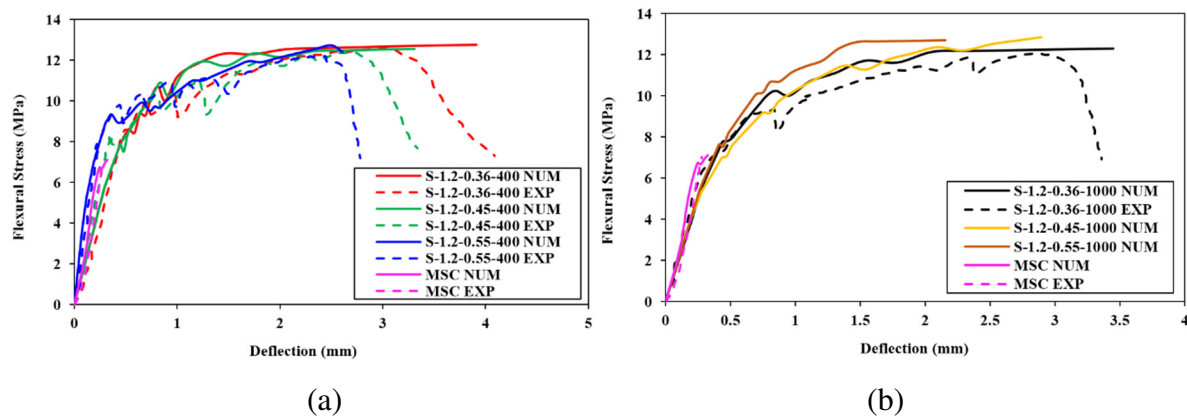 14
12
10
8
6
4
2
0
Flexural Stress (MPa)
S-1.2-0.36-400 NUM
S-1.2-0.36-400 EXP
S-1.2-0.45-400 NUM
S-1.2-0.45-400 EXP
S-1.2-0.55-400 NUM
S-1.2-0.55-400 EXP
MSC NUM
MSC EXP
0 1 2 3 4 5
Deflection (mm)
(a)
14
12
10
8
6
4
2
0
Flexural Stress (MPa)
S-1.2-0.36-1000 NUM
S-1.2-0.36-1000 EXP
S-1.2-0.45-1000 NUM
S-1.2-0.55-1000 NUM
MSC NUM
MSC EXP
0 0.5 1 1.5 2 2.5 3 3.5 4
Deflection (mm)
(b)